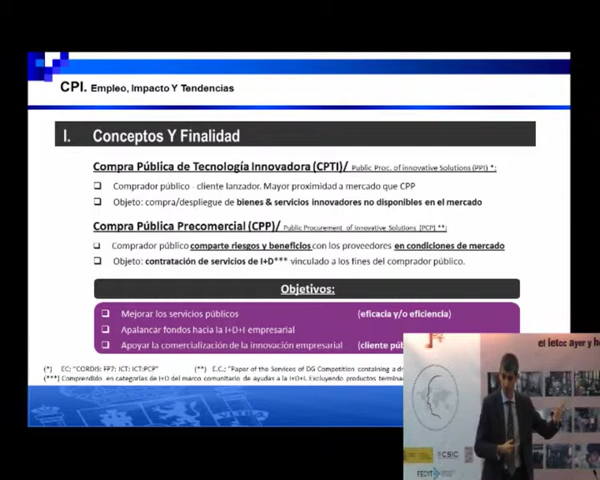 CPI. Empleo, Impacto Y Tendencias
I. Conceptos Y Finalidad
Compra Pública de Tecnología Innovadora (CPTI)/ Public Proc. of innovative Solutions (PPI) *:
Comprador público - cliente lanzador. Mayor proximidad a mercado que CPP
Objeto: compra/despliegue de bienes & servicios innovadores no disponibles en el mercado
Compra Pública Precomercial (CPP)/ Public Procurement of Innovative Solutions [PCP] **:
Comprador público comparte riesgos y beneficios con los proveedores en condiciones de mercado
Objeto: contratación de servicios de I+D*** vinculado a los fines del comprador público.
Objetivos:
Mejorar los servicios públicos (eficacia y/o eficiencia)
Apalancar fondos hacia la I+D+I empresarial
Apoyar la comercialización de la innovación empresarial (cliente
(*) EC; "CORDIS: FP7; ICT; ICT:PCP" (**) E.C.; "Paper of the Services of DG Competition containing a
(***) Comprendido en categorías de I+D del marco comunitario de ayudas a la I+D+I. Excluyendo productos
el ietcc ayer y
CSIC
FECYT